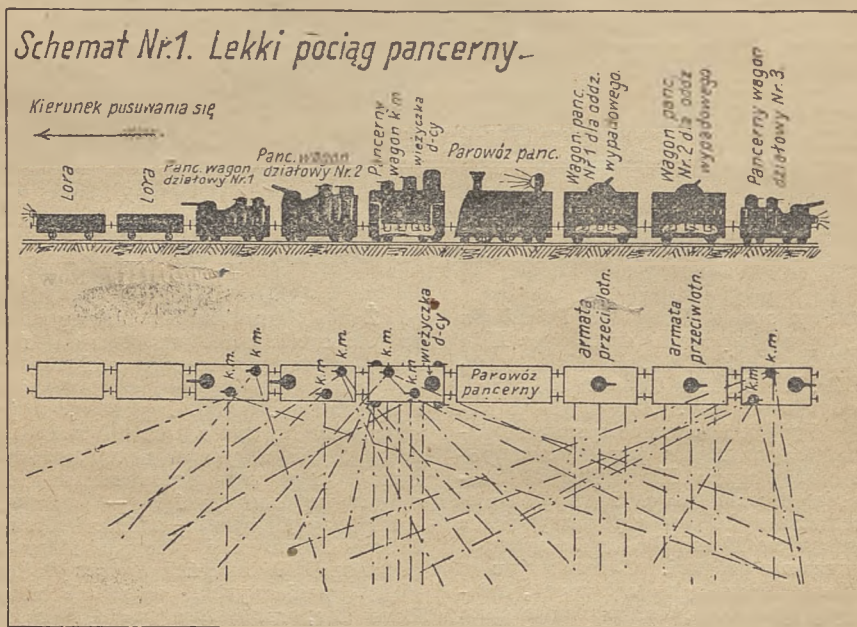 Schemat Nr.1. Lekki pociąg pancerny
Kierunek pusuwania się
Lora
Lora
Panc. wagon
działowy Nr.1
Panc. wagon
działowy Nr.2
Pancerny
wagon k.m
wieżyczka
d-cy
Parowóz panc.
Wagon. panc.
Nr 1 dla oddz.
wypadowego.
Wagon panc
Nr.2 dla oddz
wypadowego.
Pancerny wagon
działowy Nr.3.
k.m.
k.m.
k.m
k.m
k.m.
k.m
wieżyczka
d-cy
Parowóz
pancerny
armata
przeciwlotn.
armata
przeciwlotn.
k.m
k.m.